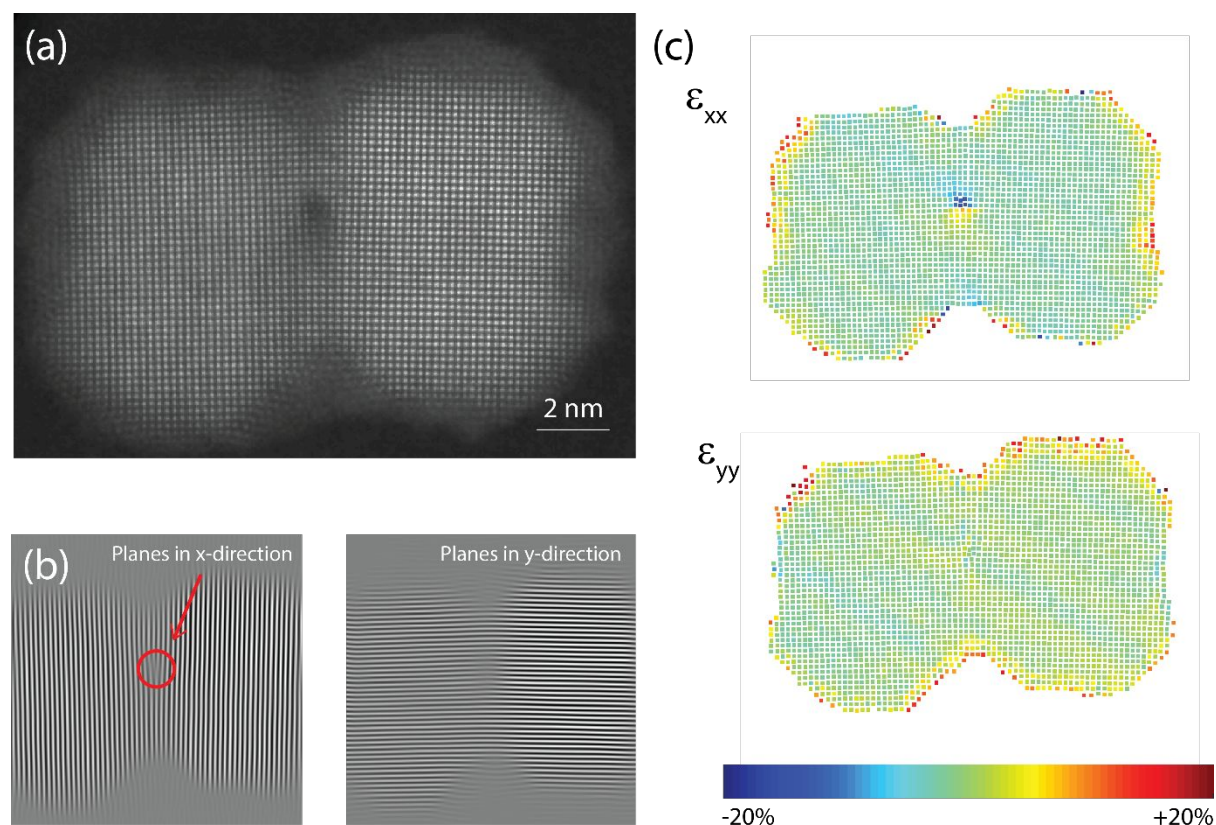 (a)
2 nm
(b)
Planes in x-direction
Planes in y-direction
(c)
εxx
εyy
-20%
+20%